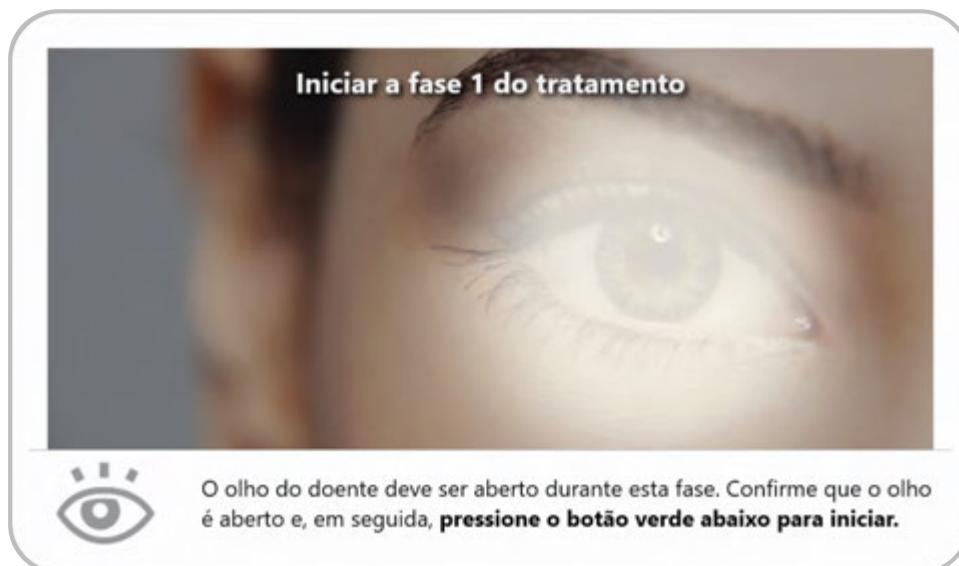 Iniciar a fase 1 do tratamento
O olho do doente deve ser aberto durante esta fase. Confirme que o olho
é aberto e, em seguida, pressione o botão verde abaixo para iniciar.